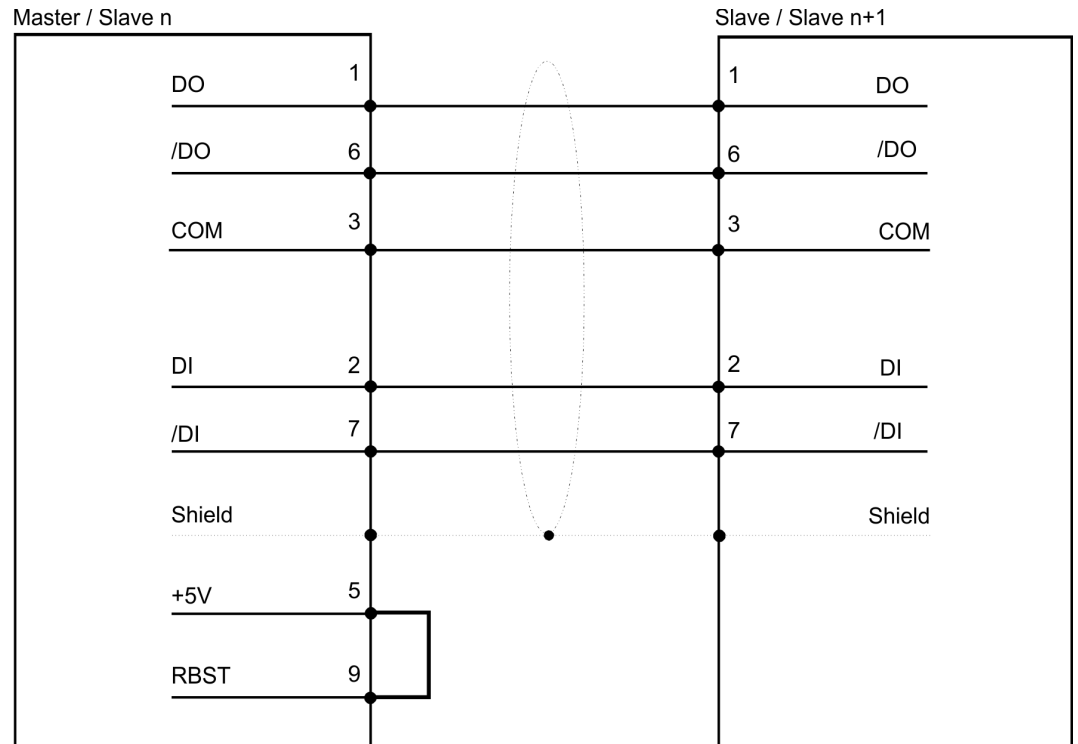 Master / Slave n
Slave / Slave n+1
DO 1 1 DO
/DO 6 6 /DO
COM 3 3 COM
DI 2 2 DI
/DI 7 7 /DI
Shield Shield
+5V 5
RBST 9